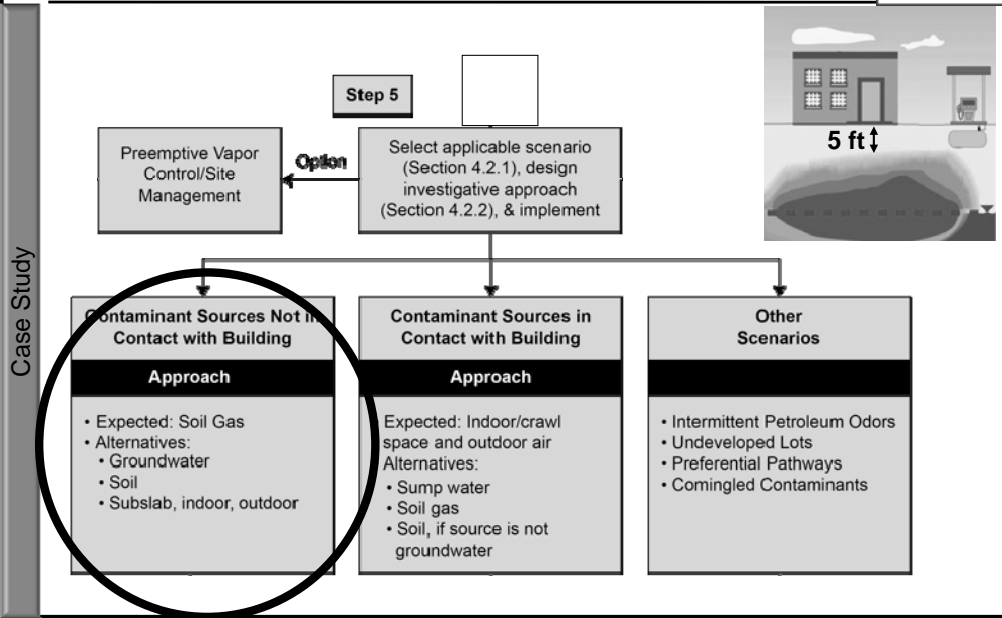 Case Study
Step 5
5 ft
Preemptive Vapor
Control/Site
Management
Option
Select applicable scenario
(Section 4.2.1), design
investigative approach
(Section 4.2.2), & implement
Contaminant Sources Not in
Contact with Building
Approach
• Expected: Soil Gas
• Alternatives:
• Groundwater
• Soil
• Subslab, indoor, outdoor
Contaminant Sources in
Contact with Building
Approach
Expected: Indoor/crawl
space and outdoor air
Alternatives:
• Sump water
• Soil gas
• Soil, if source is not
groundwater
Other
Scenarios
• Intermittent Petroleum Odors
• Undeveloped Lots
• Preferential Pathways
• Comingled Contaminants